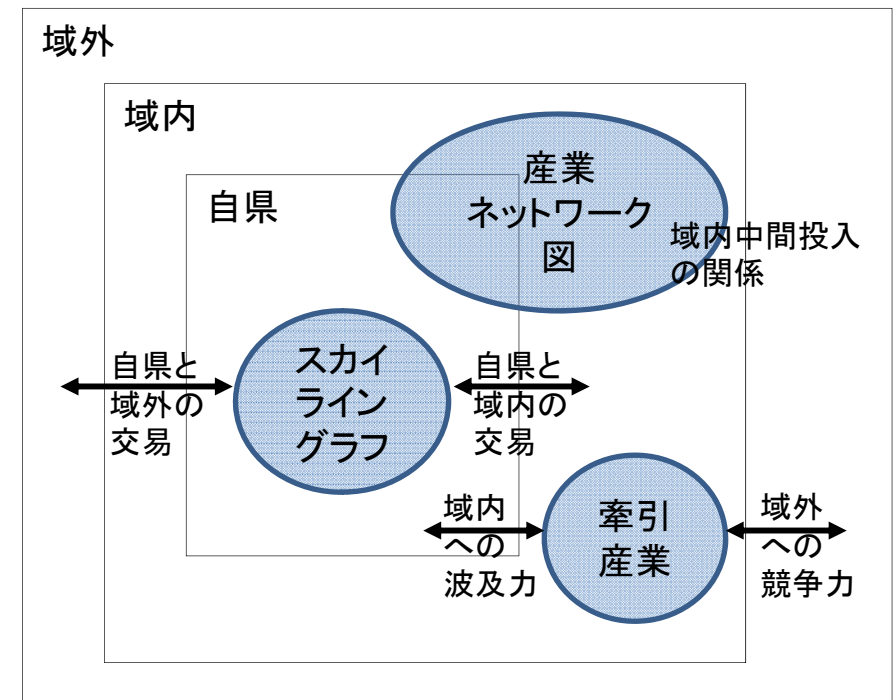 域外
域内
自県
産業
ネットワーク
図
域内中間投入
の関係
スカイ
ライン
グラフ
自県と
域外の
交易
自県と
域内の
交易
域内
への
波及力
牽引
産業
域外
への
競争力